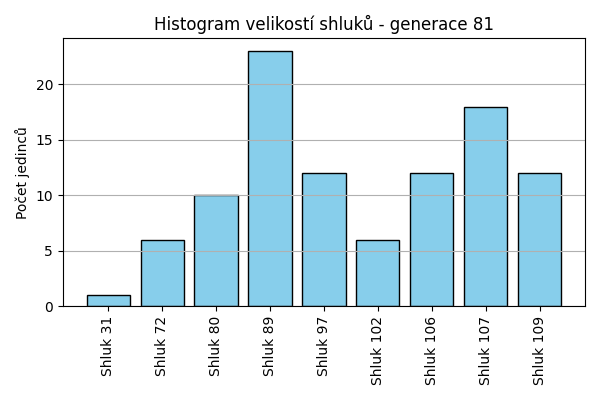 Histogram velikostí shluků - generace 81
Počet jedinců
20
15
10
5
0
Shluk 31
Shluk 72
Shluk 80
Shluk 89
Shluk 97
Shluk 102
Shluk 106
Shluk 107
Shluk 109